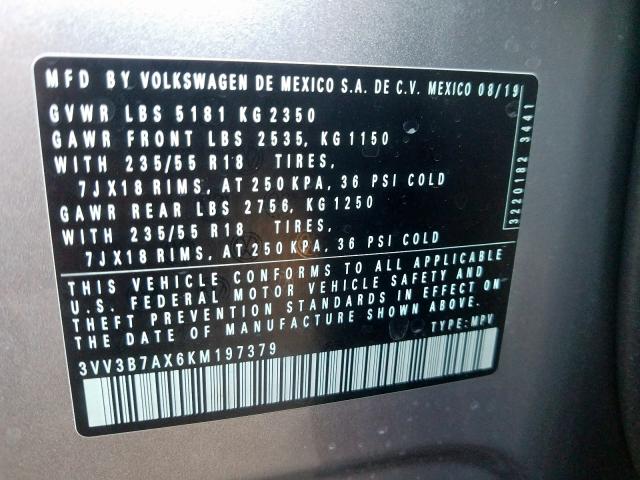 MFD BY VOLKSWAGEN DE MEXICO S.A. DE C.V. MEXICO 08/19
GVWR LBS 5181 KG 2350
GAWR FRONT LBS 2535, KG 1150
WITH 235/55 R18 TIRES,
7JX18 RIMS, AT 250 KPA, 36 PSI COLD
GAWR REAR LBS 2756, KG 1250
WITH 235/55 R18 TIRES,
7JX18 RIMS, AT 250 KPA, 36 PSI COLD
3220182 3441
THIS VEHICLE CONFORMS TO ALL APPLICABLE
U.S. FEDERAL MOTOR VEHICLE SAFETY AND
THEFT PREVENTION STANDARDS IN EFFECT ON
THE DATE OF MANUFACTURE SHOWN ABOVE.
TYPE: MPV
3VV3B7AX6KM197379